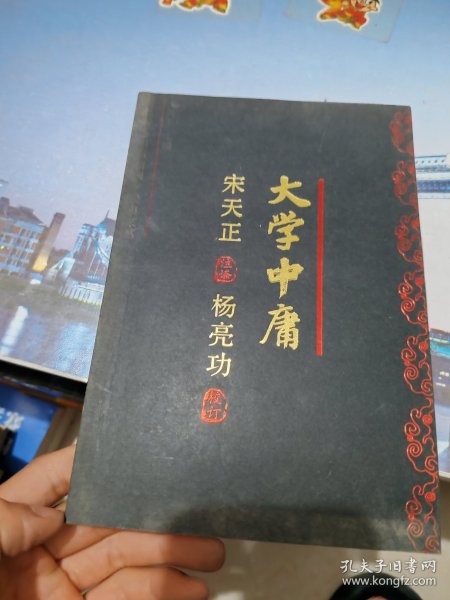 大学中庸
宋天正
注译
杨亮功
校订
孔夫子旧书网
www.kongfz.com